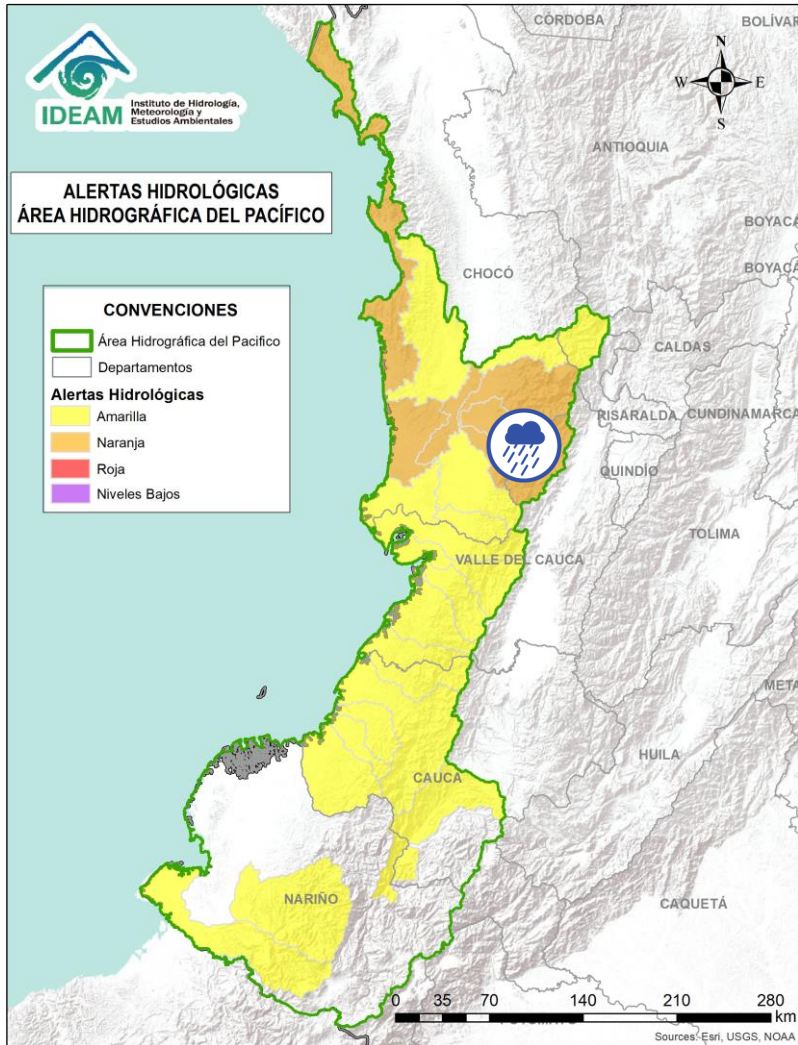 CÓRDOBA
BOLÍVAR
N
W
E
S
IDEAM
Instituto de Hidrología,
Meteorología y
Estudios Ambientales
ANTIOQUIA
ALERTAS HIDROLÓGICAS
ÁREA HIDROGRÁFICA DEL PACÍFICO
BOYACÁ
BOYACÁ
CHOCÓ
CONVENCIONES
Área Hidrográfica del Pacifico
Departamentos
Alertas Hidrológicas
Amarilla
Naranja
Roja
Niveles Bajos
CALDAS
RISARALDA
CUNDINAMARCA
QUINDÍO
TOLIMA
VALLE DEL CAUCA
META
HUILA
CAUCA
NARIÑO
CAQUETÁ
0 35 70 140 210 280
km
Sources: Esri, USGS, NOAA